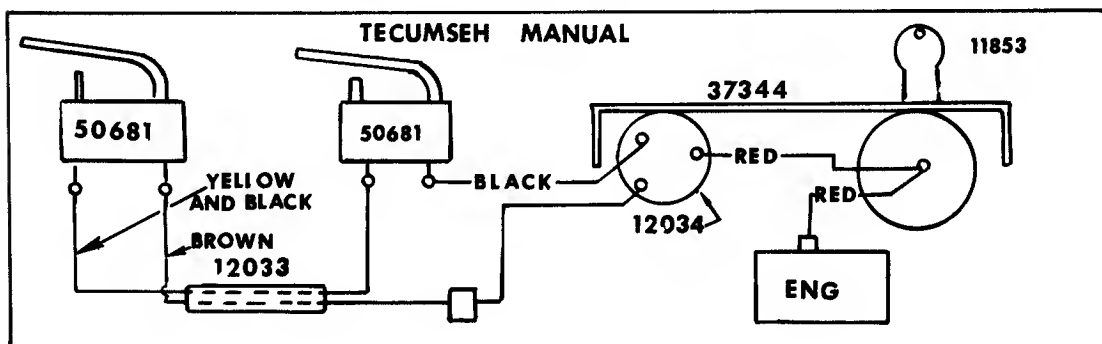 TECUMSEH MANUAL
11853
37344
50681
50681
RED
BLACK
RED
YELLOW
AND BLACK
12034
BROWN
12033
ENG